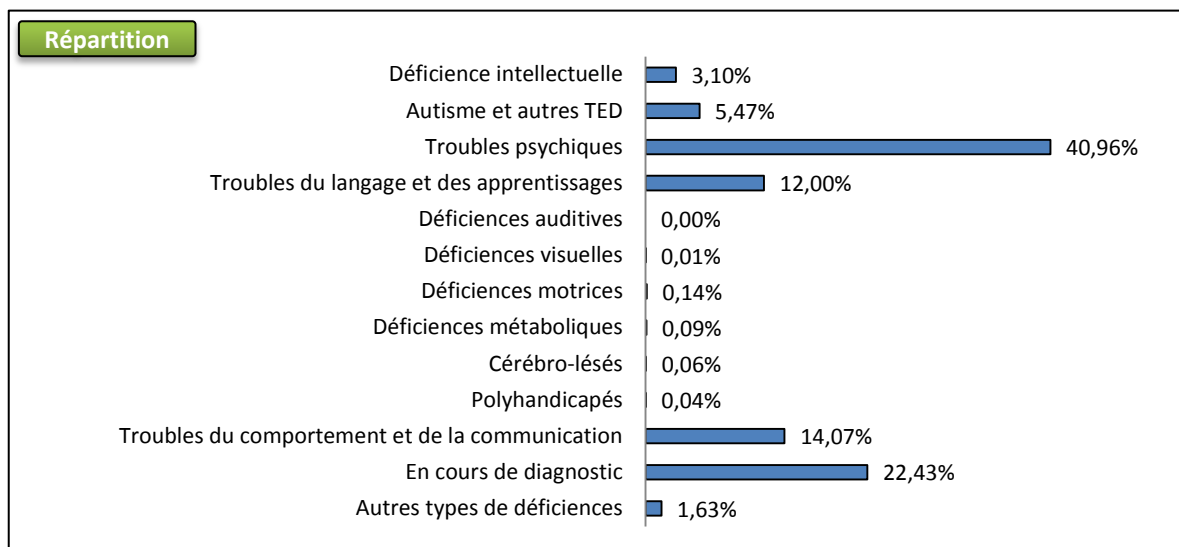 Répartition
Déficience intellectuelle 3,10%
Autisme et autres TED 5,47%
Troubles psychiques 40,96%
Troubles du langage et des apprentissages 12,00%
Déficiences auditives 0,00%
Déficiences visuelles 0,01%
Déficiences motrices 0,14%
Déficiences métaboliques 0,09%
Cérébro-lésés 0,06%
Polyhandicapés 0,04%
Troubles du comportement et de la communication 14,07%
En cours de diagnostic 22,43%
Autres types de déficiences 1,63%